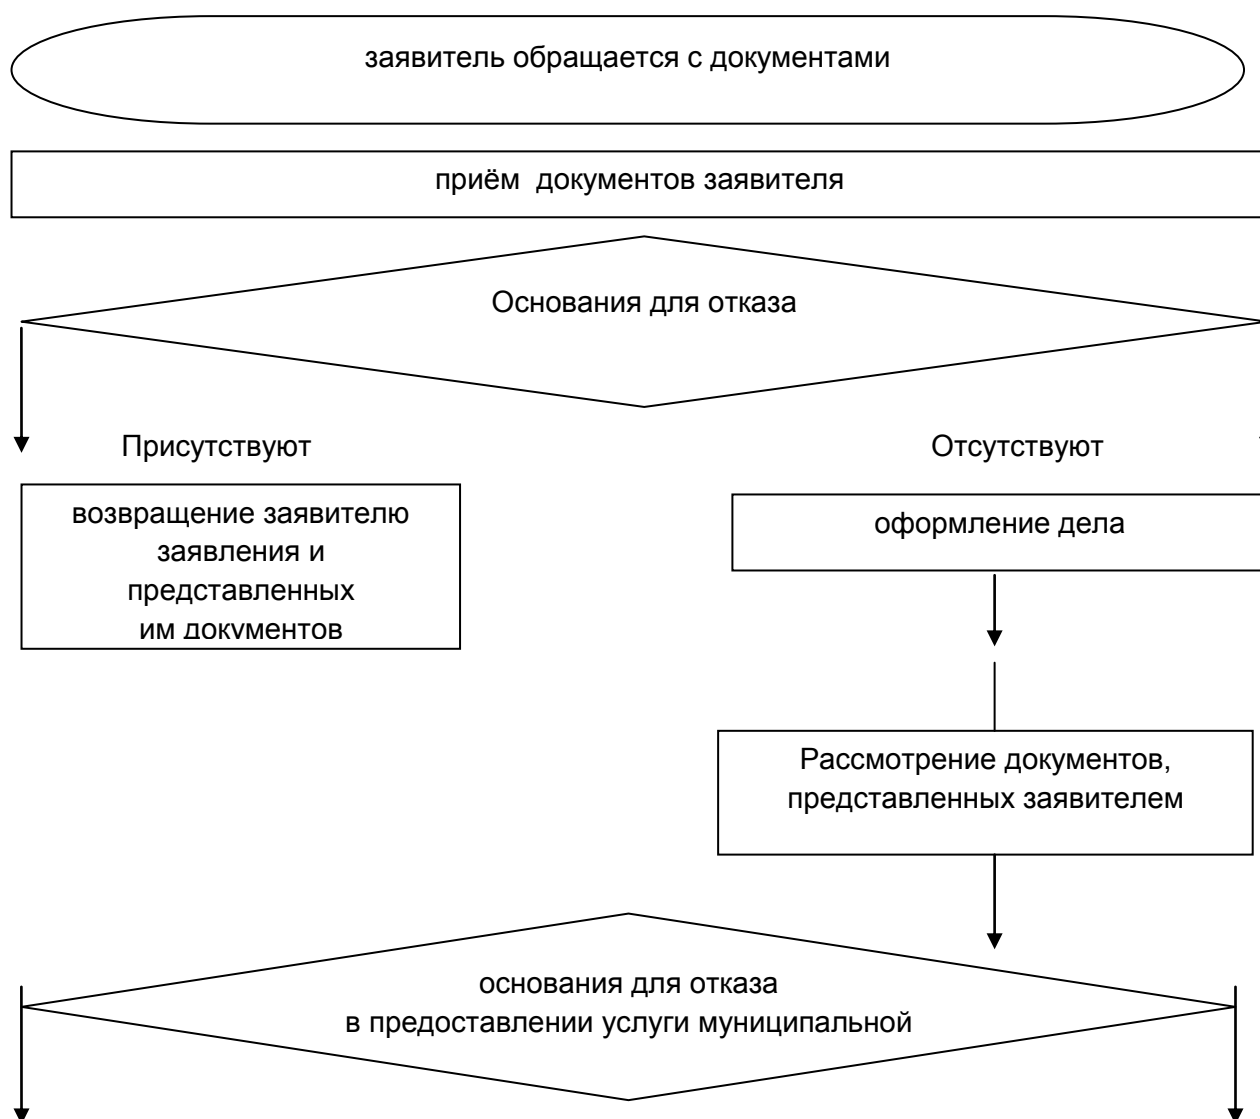 заявитель обращается с документами
приём  документов заявителя
Основания для отказа
Присутствуют
Отсутствуют
возвращение заявителю
заявления и
представленных
им документов
оформление дела
Рассмотрение документов,
представленных заявителем
основания для отказа
в предоставлении услуги муниципальной